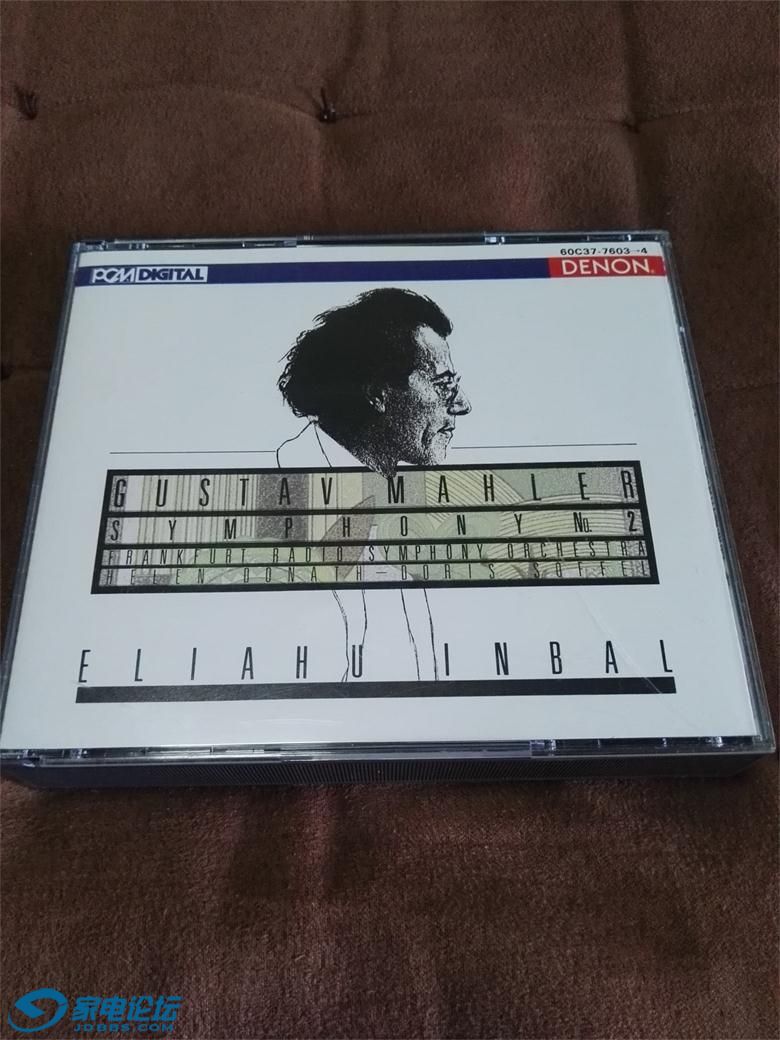 60C37-7603→4
PCM DIGITAL
DENON®
GUSTAV MAHLER
SYMPHONY No. 2
FRANKFURT RADIO SYMPHONY ORCHESTRA
HELEN DONATH—DORIS SOFFEL
ELIAHU INBAL
家电论坛
JDBBS.COM